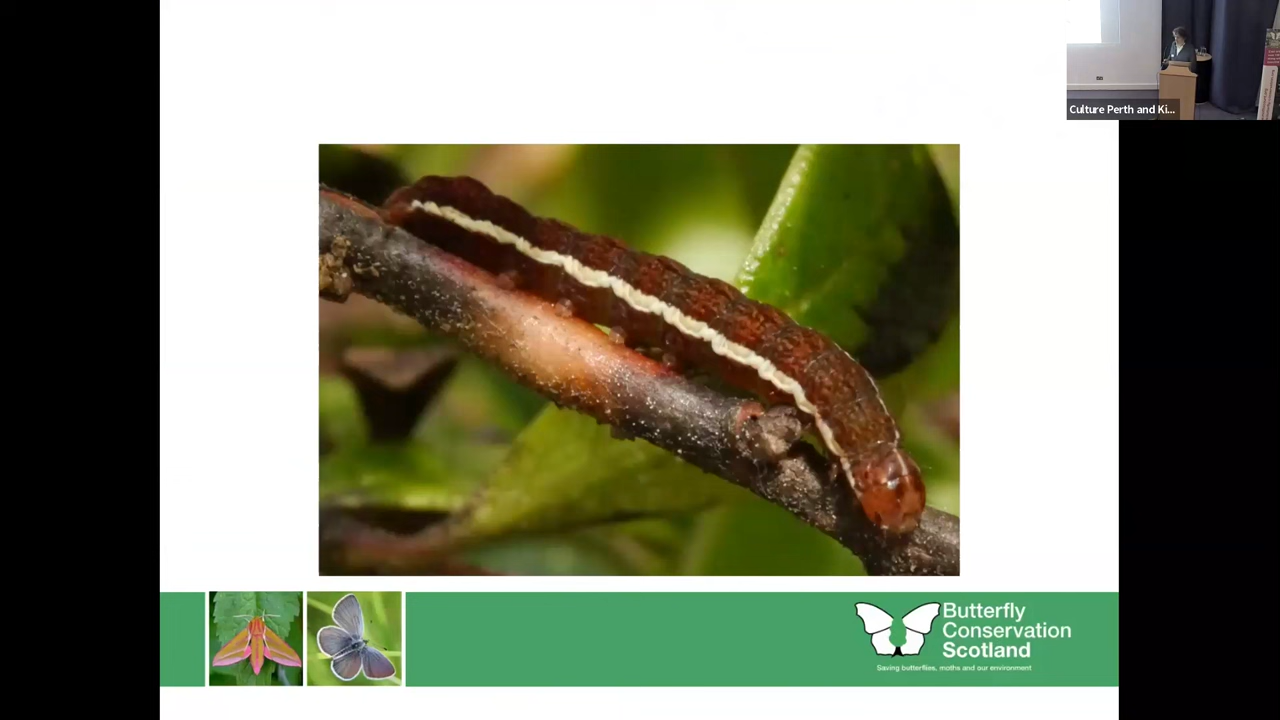 Culture Perth and Ki...
Butterfly
Conservation
Scotland
Saving butterflies, moths and our environment